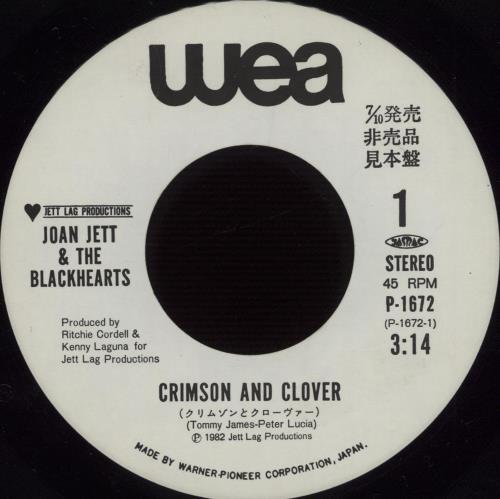 wea
7/10発売
非売品
見本盤
1
JETT LAG PRODUCTIONS
JOAN JETT
& THE
BLACKHEARTS
STEREO
45 RPM
P-1672
(P-1672-1)
3:14
Produced by
Ritchie Cordell &
Kenny Laguna for
Jett Lag Productions
CRIMSON AND CLOVER
(クリムゾンとクローヴァー)
(Tommy James-Peter Lucia)
Ⓟ 1982 Jett Lag Productions
MADE BY WARNER-PIONEER CORPORATION, JAPAN.